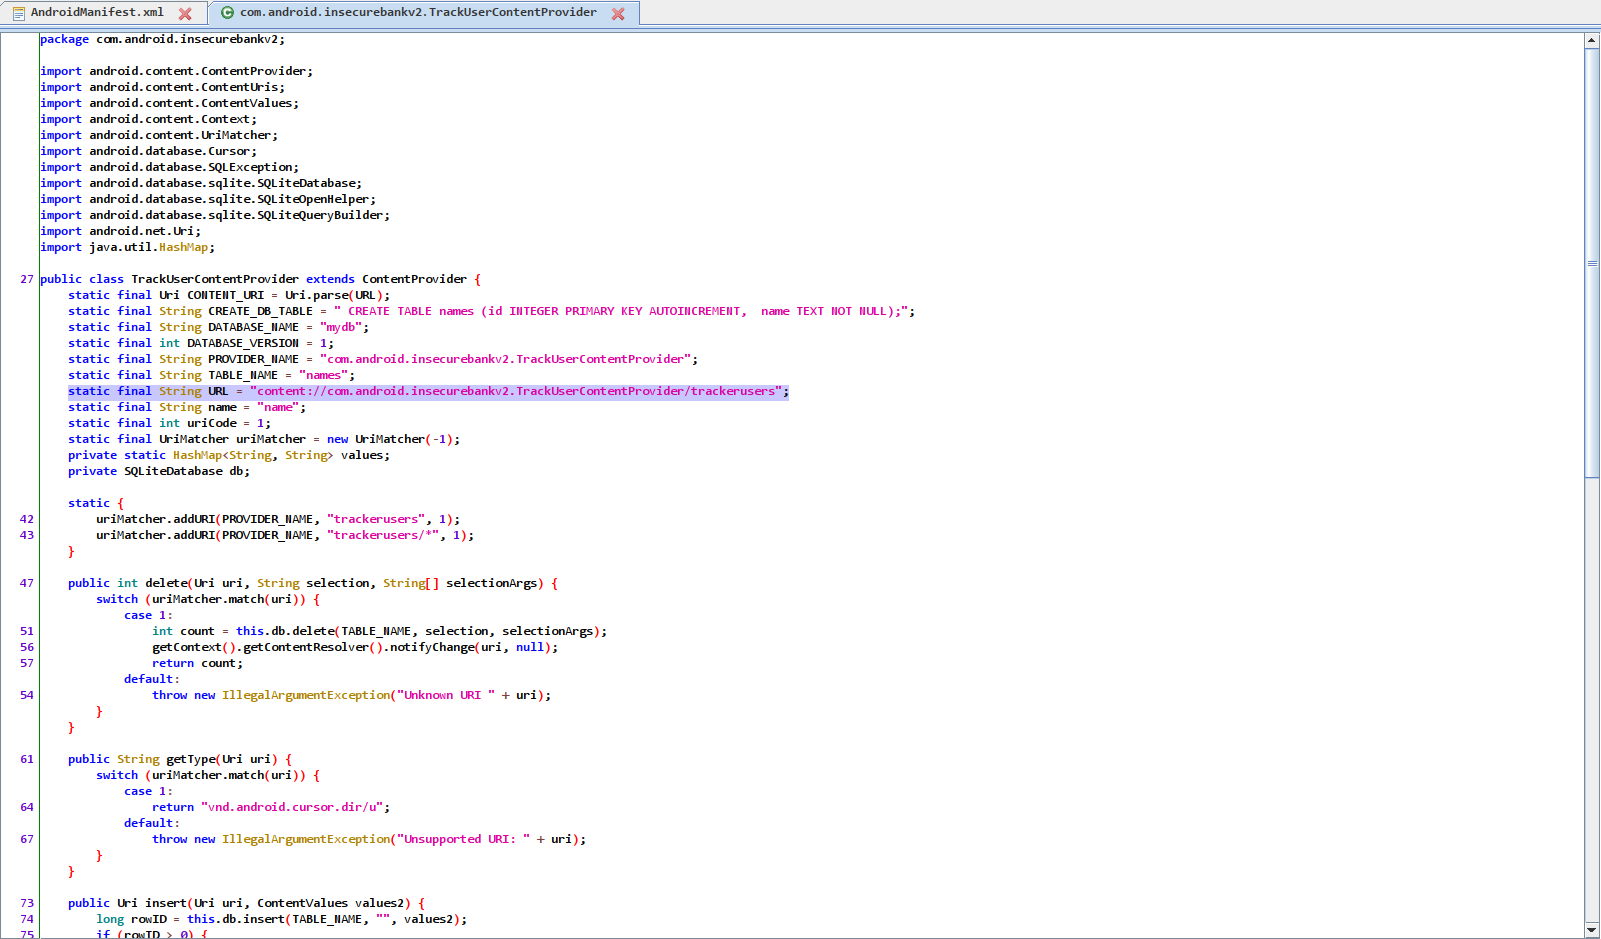 AndroidManifest.xml
com.android.insecurebankv2.TrackUserContentProvider
package com.android.insecurebankv2;
import android.content.ContentProvider;
import android.content.ContentUris;
import android.content.ContentValues;
import android.content.Context;
import android.content.UriMatcher;
import android.database.Cursor;
import android.database.SQLException;
import android.database.sqlite.SQLiteDatabase;
import android.database.sqlite.SQLiteOpenHelper;
import android.database.sqlite.SQLiteQueryBuilder;
import android.net.Uri;
import java.util.HashMap;
27 public class TrackUserContentProvider extends ContentProvider {
static final Uri CONTENT_URI = Uri.parse(URL);
static final String CREATE_DB_TABLE = " CREATE TABLE names (id INTEGER PRIMARY KEY AUTOINCREMENT,  name TEXT NOT NULL);";
static final String DATABASE_NAME = "mydb";
static final int DATABASE_VERSION = 1;
static final String PROVIDER_NAME = "com.android.insecurebankv2.TrackUserContentProvider";
static final String TABLE_NAME = "names";
static final String URL = "content://com.android.insecurebankv2.TrackUserContentProvider/trackerusers";
static final String name = "name";
static final int uriCode = 1;
static final UriMatcher uriMatcher = new UriMatcher(-1);
private static HashMap<String, String> values;
private SQLiteDatabase db;
static {
42 uriMatcher.addURI(PROVIDER_NAME, "trackerusers", 1);
43 uriMatcher.addURI(PROVIDER_NAME, "trackerusers/*", 1);
}
47 public int delete(Uri uri, String selection, String[] selectionArgs) {
switch (uriMatcher.match(uri)) {
case 1:
51 int count = this.db.delete(TABLE_NAME, selection, selectionArgs);
56 getContext().getContentResolver().notifyChange(uri, null);
57 return count;
default:
54 throw new IllegalArgumentException("Unknown URI " + uri);
}
}
61 public String getType(Uri uri) {
switch (uriMatcher.match(uri)) {
case 1:
64 return "vnd.android.cursor.dir/u";
default:
67 throw new IllegalArgumentException("Unsupported URI: " + uri);
}
}
73 public Uri insert(Uri uri, ContentValues values2) {
74 long rowID = this.db.insert(TABLE_NAME, "", values2);
75 if (rowID > 0) {